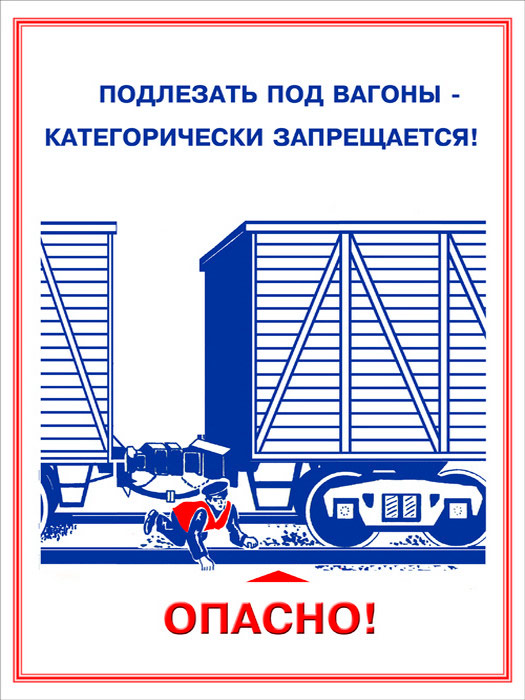 ПОДЛЕЗАТЬ ПОД ВАГОНЫ -
КАТЕГОРИЧЕСКИ ЗАПРЕЩАЕТСЯ!
ОПАСНО!